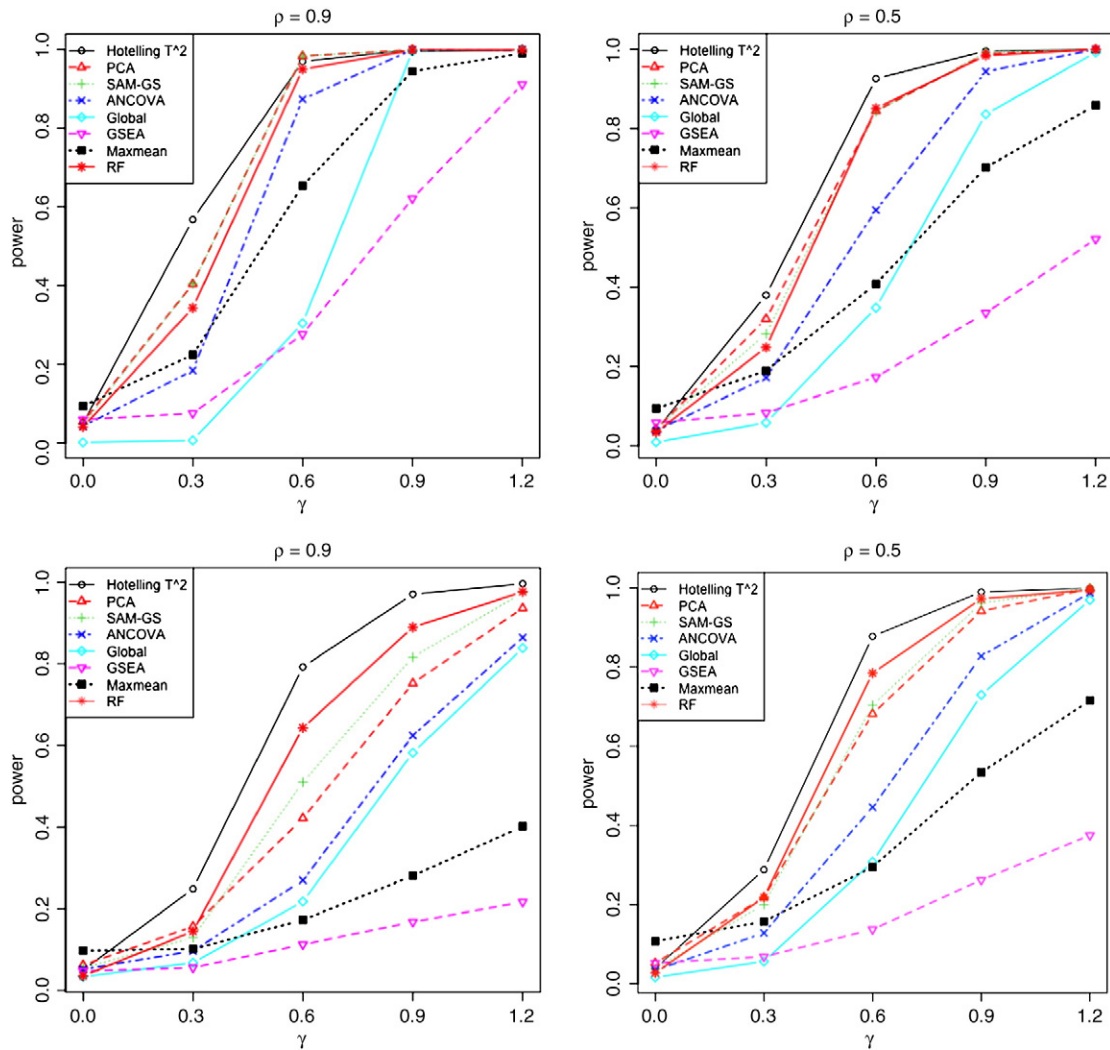 ρ = 0.9
Hotelling T^2
PCA
SAM-GS
ANCOVA
Global
GSEA
Maxmean
RF
power
0.0 0.2 0.4 0.6 0.8 1.0
0.0 0.3 0.6 0.9 1.2
γ
ρ = 0.5
Hotelling T^2
PCA
SAM-GS
ANCOVA
Global
GSEA
Maxmean
RF
power
0.0 0.2 0.4 0.6 0.8 1.0
0.0 0.3 0.6 0.9 1.2
γ
ρ = 0.9
Hotelling T^2
PCA
SAM-GS
ANCOVA
Global
GSEA
Maxmean
RF
power
0.0 0.2 0.4 0.6 0.8 1.0
0.0 0.3 0.6 0.9 1.2
γ
ρ = 0.5
Hotelling T^2
PCA
SAM-GS
ANCOVA
Global
GSEA
Maxmean
RF
power
0.0 0.2 0.4 0.6 0.8 1.0
0.0 0.3 0.6 0.9 1.2
γ